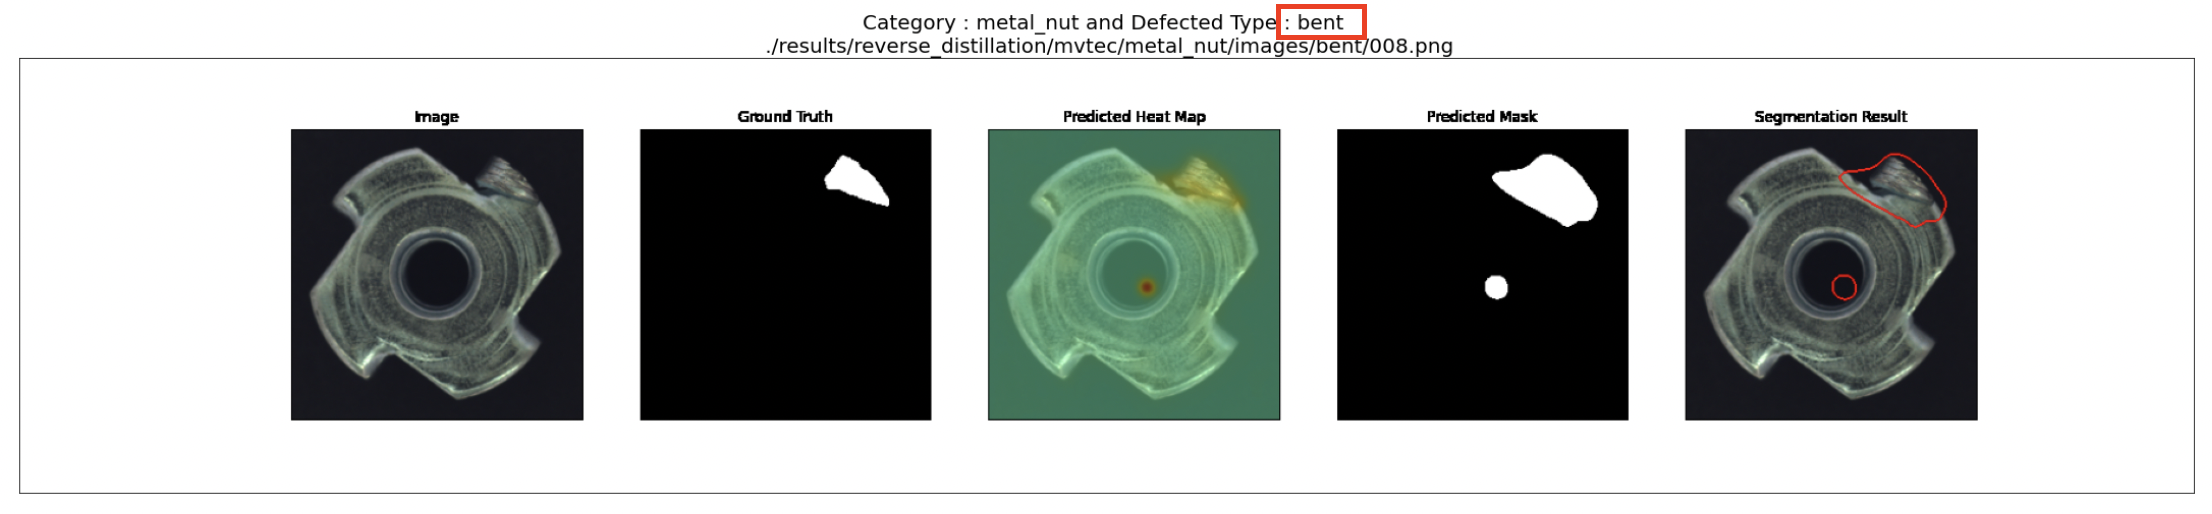 Category : metal_nut and Defected Type : bent
./results/reverse_distillation/mvtec/metal_nut/images/bent/008.png
Image
Ground Truth
Predicted Heat Map
Predicted Mask
Segmentation Result